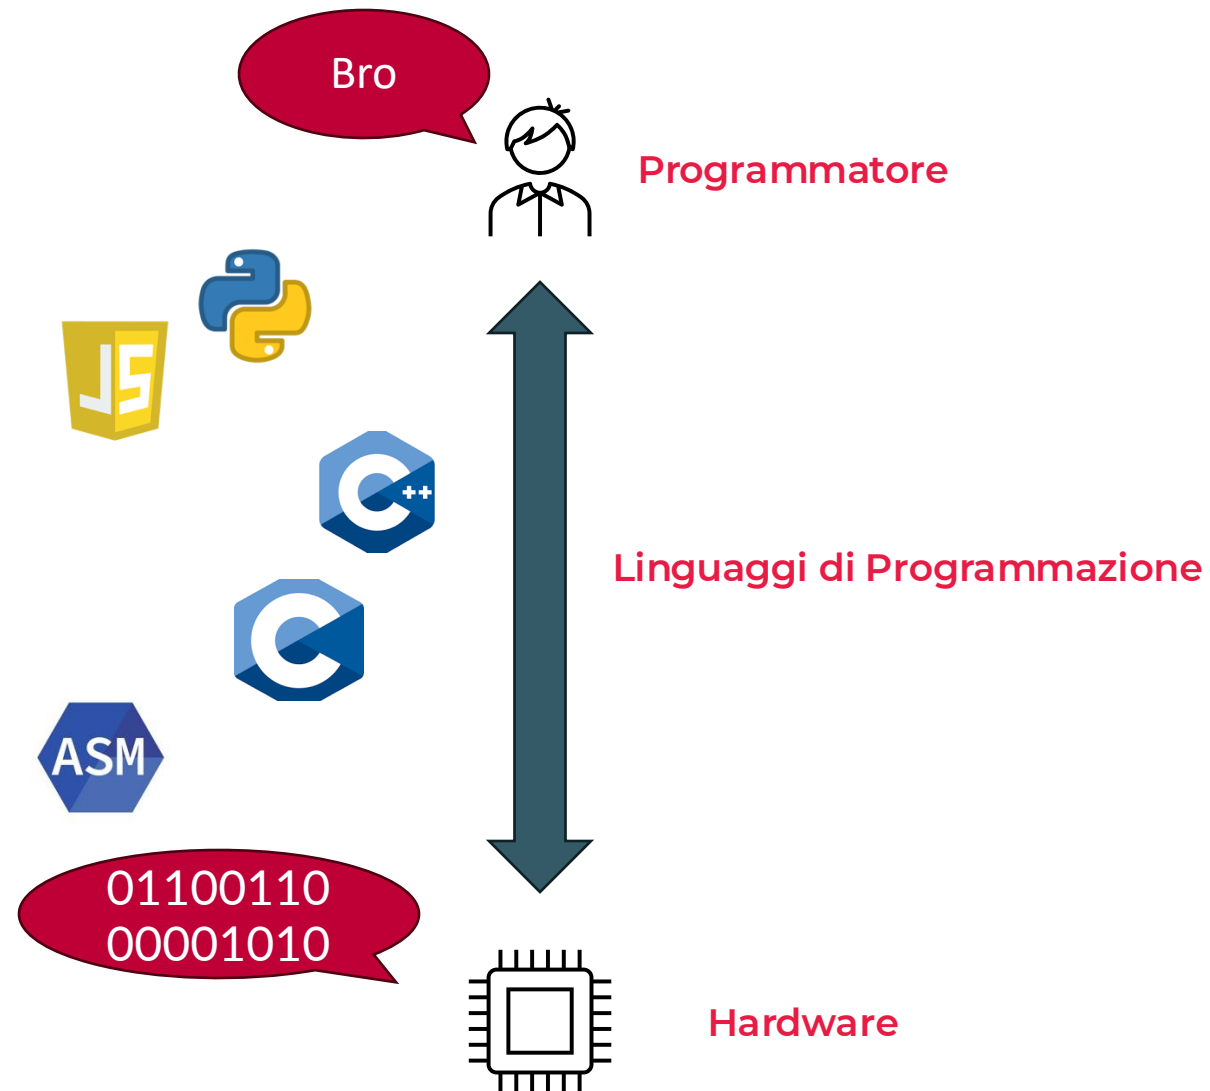 Bro
Programmatore
JS
C++
Linguaggi di Programmazione
C
ASM
01100110
00001010
Hardware